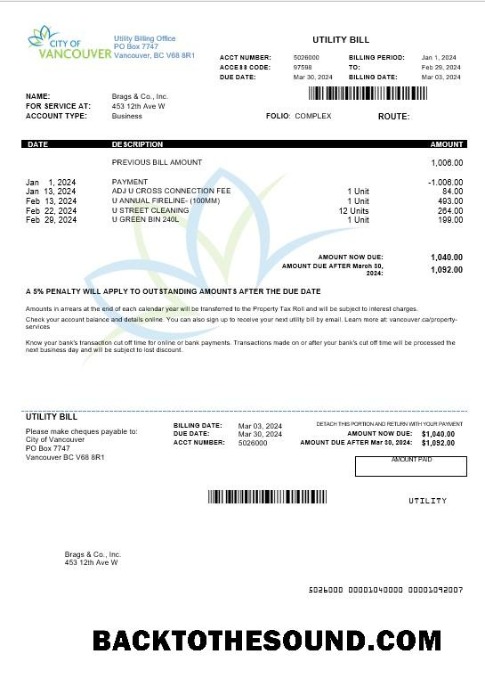 CITY OF
VANCOUVER
Utility Billing Office
PO Box 7747
Vancouver, BC V68 8R1
UTILITY BILL
ACCT NUMBER: 5026000 BILLING PERIOD: Jan 1, 2024
ACCESS CODE: 97598 TO: Feb 29, 2024
DUE DATE: Mar 30, 2024 BILLING DATE: Mar 03, 2024
NAME: Brags & Co., Inc.
FOR SERVICE AT: 453 12th Ave W
ACCOUNT TYPE: Business FOLIO: COMPLEX ROUTE:
DATE DESCRIPTION AMOUNT
PREVIOUS BILL AMOUNT 1,006.00
Jan 1, 2024 PAYMENT -1,006.00
Jan 13, 2024 ADJ U CROSS CONNECTION FEE 1 Unit 84.00
Feb 13, 2024 U ANNUAL FIRELINE- (100MM) 1 Unit 493.00
Feb 22, 2024 U STREET CLEANING 12 Units 264.00
Feb 29, 2024 U GREEN BIN 240L 1 Unit 199.00
AMOUNT NOW DUE: 1,040.00
AMOUNT DUE AFTER March 30, 2024: 1,092.00
A 5% PENALTY WILL APPLY TO OUTSTANDING AMOUNTS AFTER THE DUE DATE
Amounts in arrears at the end of each calendar year will be transferred to the Property Tax Roll and will be subject to interest charges.
Check your account balance and details online. You can also sign up to receive your next utility bill by email. Learn more at: vancouver.ca/property-
services
Know your bank's transaction cut off time for online or bank payments. Transactions made on or after your bank's cut off time will be processed the
next business day and will be subject to lost discount.
UTILITY BILL
Please make cheques payable to:
City of Vancouver
PO Box 7747
Vancouver BC V68 8R1
BILLING DATE: Mar 03, 2024
DUE DATE: Mar 30, 2024
ACCT NUMBER: 5026000
DETACH THIS PORTION AND RETURN WITH YOUR PAYMENT
AMOUNT NOW DUE: $1,040.00
AMOUNT DUE AFTER Mar 30, 2024: $1,092.00
AMOUNT PAID
UTILITY
Brags & Co., Inc.
453 12th Ave W
5026000 00001040000 00001092007
BACKTOTHESOUND.COM